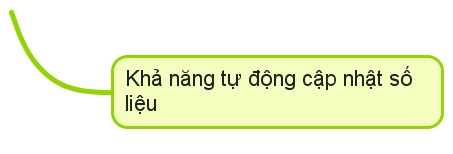 Khả năng tự động cập nhật số
liệu